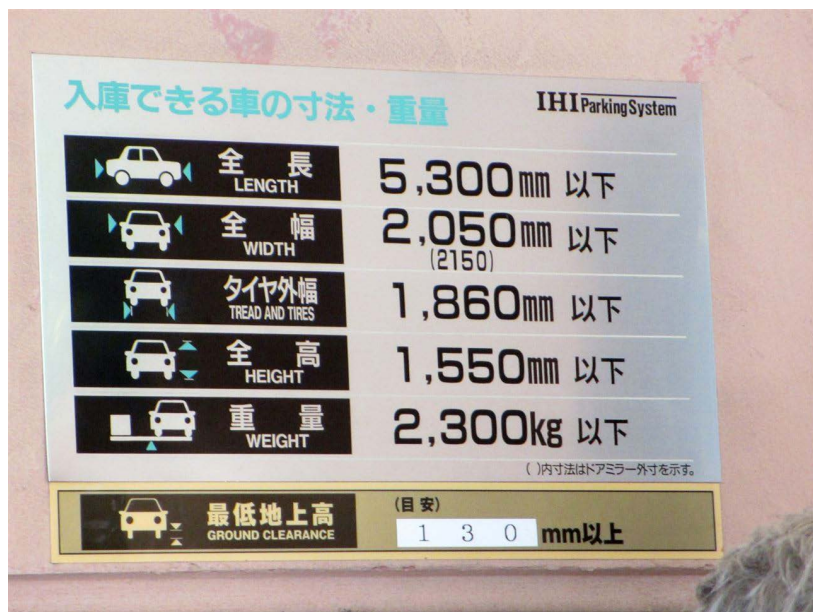 入庫できる車の寸法・重量
IHI ParkingSystem
全長 5,300mm 以下
LENGTH
全幅 2,050mm 以下
WIDTH (2150)
タイヤ外幅 1,860mm 以下
TREAD AND TIRES
全高 1,550mm 以下
HEIGHT
重量 2,300kg 以下
WEIGHT
( )内寸法はドアミラー外寸を示す。
最低地上高 (目安)
GROUND CLEARANCE 130 mm以上